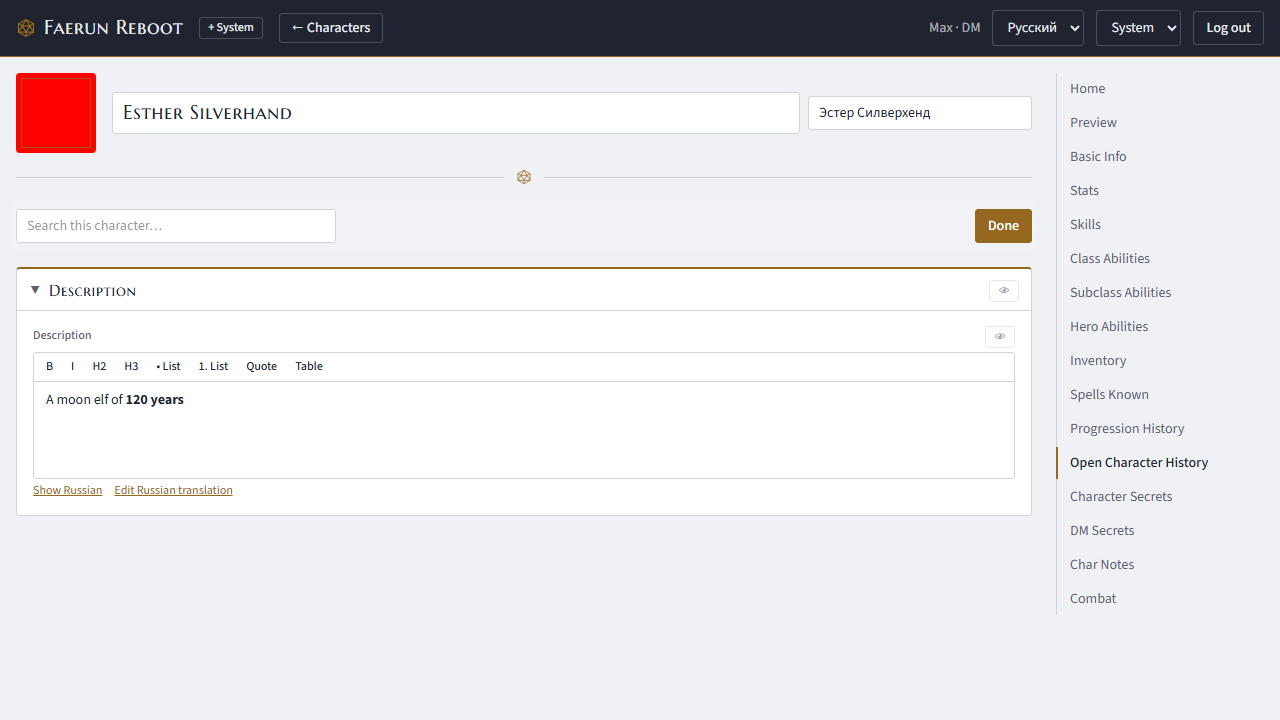 Faerun Reboot
+ System
← Characters
Max · DM
Русский
System
Log out
Esther Silverhand
Эстер Силверхенд
Search this character…
Done
▼ Description
Description
B I H2 H3 • List 1. List Quote Table
A moon elf of 120 years
Show Russian Edit Russian translation
Home
Preview
Basic Info
Stats
Skills
Class Abilities
Subclass Abilities
Hero Abilities
Inventory
Spells Known
Progression History
Open Character History
Character Secrets
DM Secrets
Char Notes
Combat